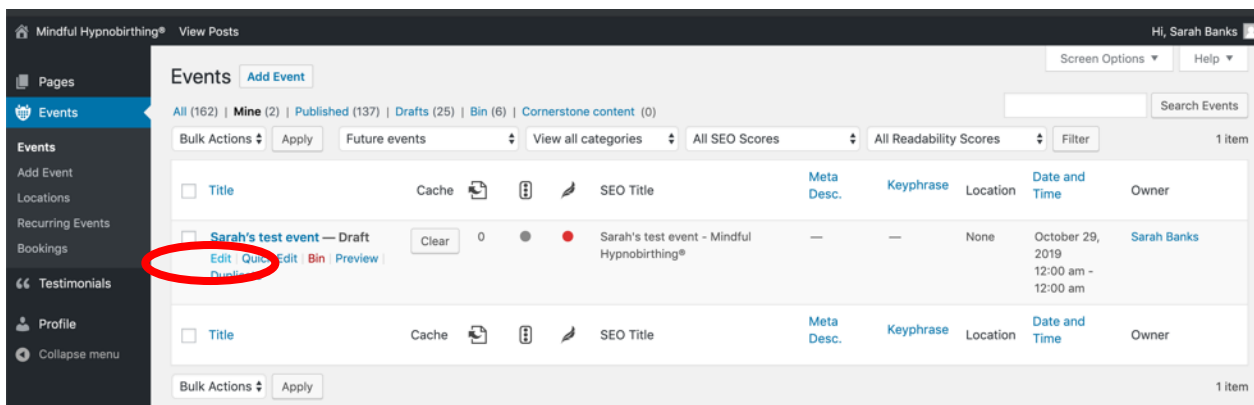 Mindful Hypnobirthing® View Posts Hi, Sarah Banks
Screen Options Help
Pages
Events
Events
Add Event
Locations
Recurring Events
Bookings
Testimonials
Profile
Collapse menu
Events Add Event
All (162) | Mine (2) | Published (137) | Drafts (25) | Bin (6) | Cornerstone content (0)
Search Events
Bulk Actions Apply Future events View all categories All SEO Scores All Readability Scores Filter 1 item
Title Cache SEO Title Meta Desc. Keyphrase Location Date and Time Owner
Sarah's test event — Draft Clear 0 Sarah's test event - Mindful Hypnobirthing® — — None October 29, 2019 12:00 am - 12:00 am Sarah Banks
Edit | Quick Edit | Bin | Preview |
Duplicate
Title Cache SEO Title Meta Desc. Keyphrase Location Date and Time Owner
Bulk Actions Apply 1 item